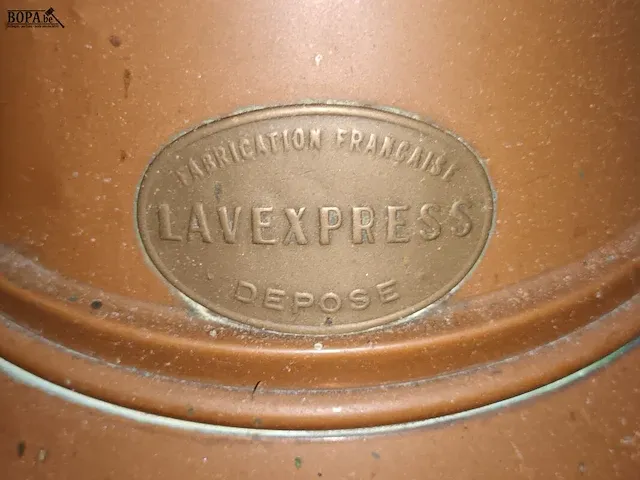 BOPA.be
FABRICATION FRANÇAISE
LAVEXPRESS
DEPOSE